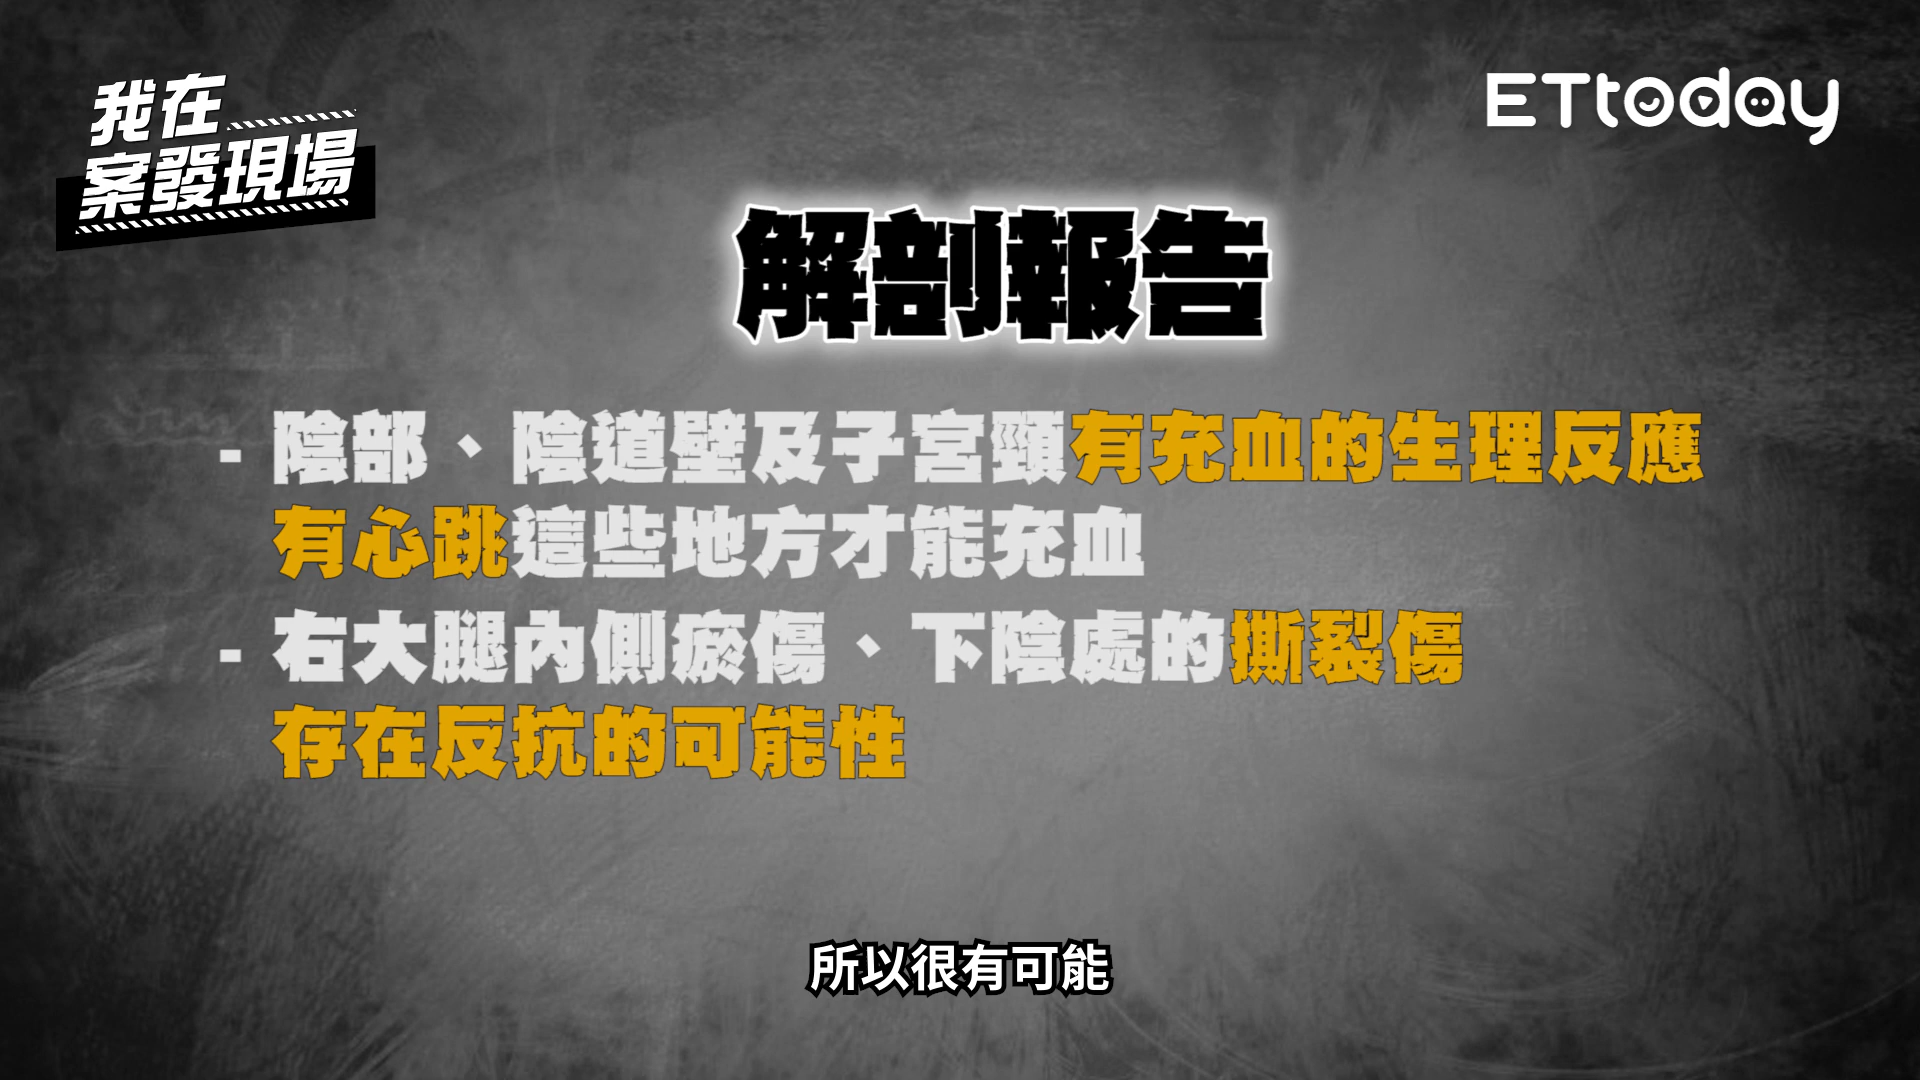 我在
案發現場
ETtoday
解剖報告
- 陰部、陰道壁及子宮頸有充血的生理反應
有心跳這些地方才能充血
- 右大腿內側瘀傷、下陰處的撕裂傷
存在反抗的可能性
所以很有可能